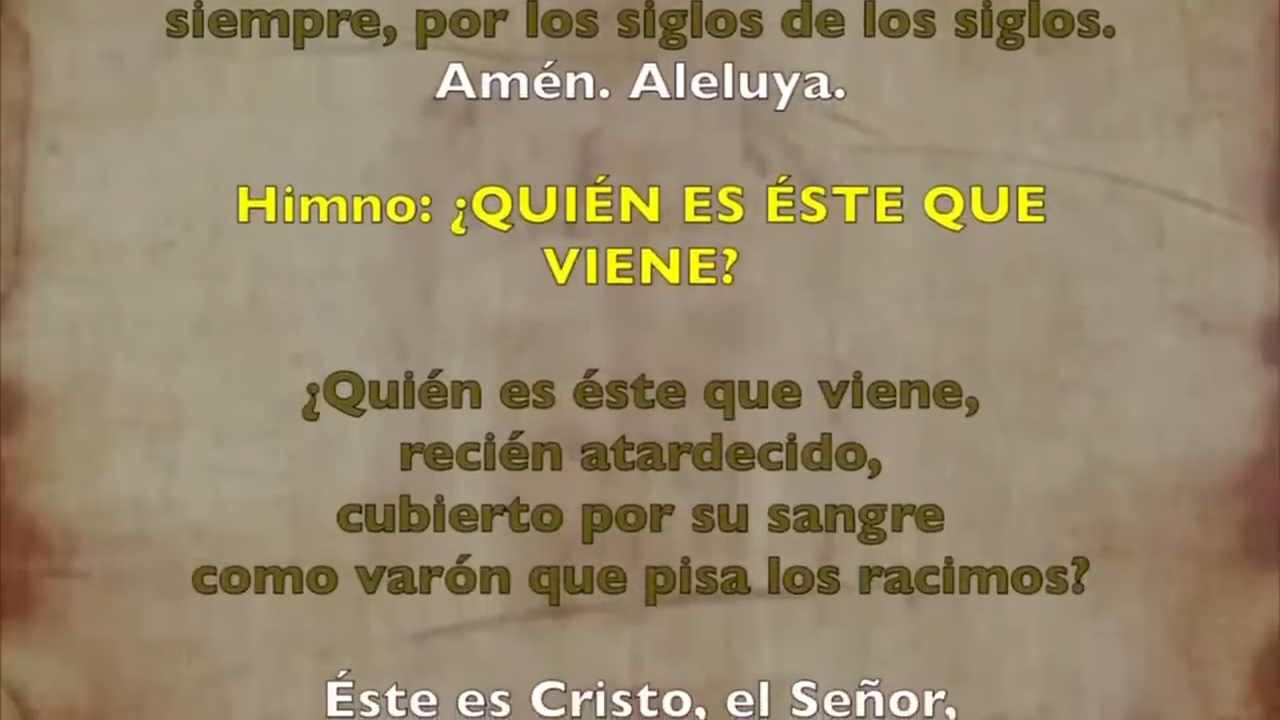 siempre, por los siglos de los siglos.
Amén. Aleluya.
Himno: ¿QUIÉN ES ÉSTE QUE
VIENE?
¿Quién es éste que viene,
recién atardecido,
cubierto por su sangre
como varón que pisa los racimos?
Éste es Cristo, el Señor,